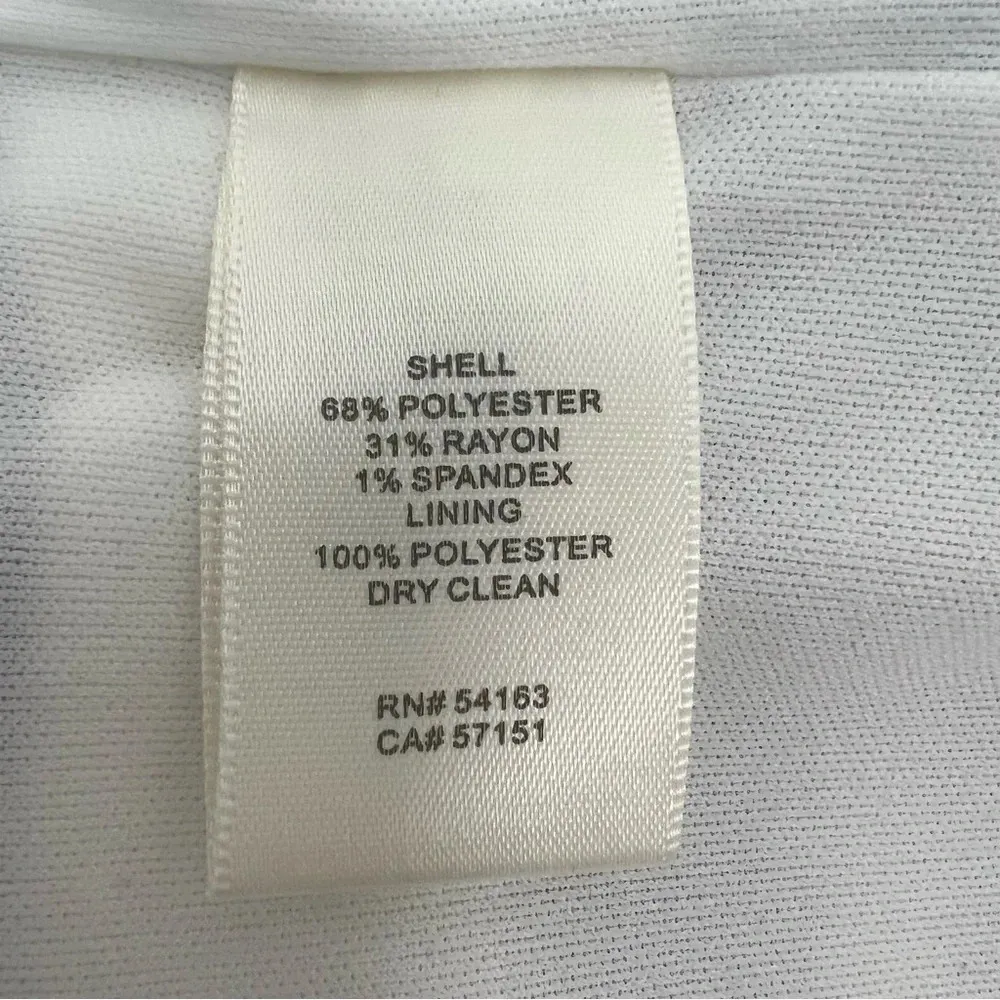 SHELL
68% POLYESTER
31% RAYON
1% SPANDEX
LINING
100% POLYESTER
DRY CLEAN
RN# 54163
CA# 57151